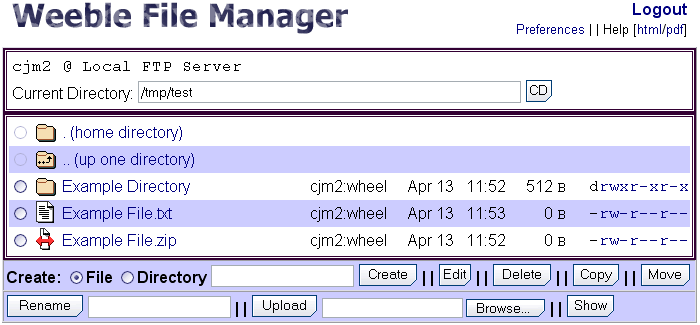 Weeble File Manager
Logout
Preferences || Help [html/pdf]
cjm2 @ Local FTP Server
Current Directory: /tmp/test CD
. (home directory)
.. (up one directory)
Example Directory cjm2:wheel Apr 13 11:52 512 B drwxr-xr-x
Example File.txt cjm2:wheel Apr 13 11:53 0 B -rw-r--r--
Example File.zip cjm2:wheel Apr 13 11:52 0 B -rw-r--r--
Create: File Directory Create || Edit || Delete || Copy || Move
Rename || Upload Browse... || Show